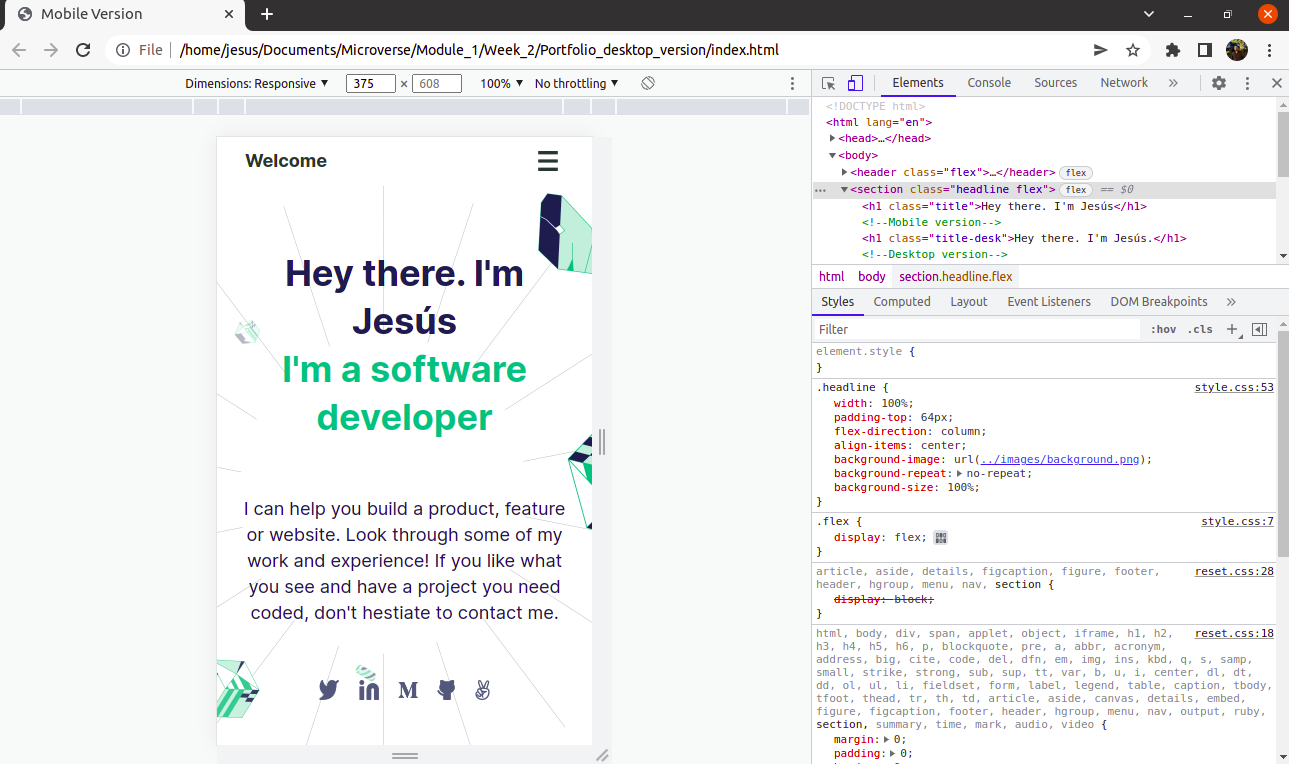 Mobile Version
File /home/jesus/Documents/Microverse/Module_1/Week_2/Portfolio_desktop_version/index.html
Dimensions: Responsive 375 × 608 100% No throttling
Elements Console Sources Network »
Welcome
Hey there. I'm
Jesús
I'm a software
developer
I can help you build a product, feature
or website. Look through some of my
work and experience! If you like what
you see and have a project you need
coded, don't hestiate to contact me.
<!DOCTYPE html>
<html lang="en">
<head>…</head>
<body>
<header class="flex">…</header> flex
<section class="headline flex"> flex == $0
<h1 class="title">Hey there. I'm Jesús</h1>
<!--Mobile version-->
<h1 class="title-desk">Hey there. I'm Jesús.</h1>
<!--Desktop version-->
html body section.headline.flex
Styles Computed Layout Event Listeners DOM Breakpoints »
Filter :hov .cls +
element.style {
}
.headline { style.css:53
width: 100%;
padding-top: 64px;
flex-direction: column;
align-items: center;
background-image: url(../images/background.png);
background-repeat: no-repeat;
background-size: 100%;
}
.flex { style.css:7
display: flex;
}
article, aside, details, figcaption, figure, footer, reset.css:28
header, hgroup, menu, nav, section {
display: block;
}
html, body, div, span, applet, object, iframe, h1, h2, reset.css:18
h3, h4, h5, h6, p, blockquote, pre, a, abbr, acronym,
address, big, cite, code, del, dfn, em, img, ins, kbd, q, s, samp,
small, strike, strong, sub, sup, tt, var, b, u, i, center, dl, dt,
dd, ol, ul, li, fieldset, form, label, legend, table, caption, tbody,
tfoot, thead, tr, th, td, article, aside, canvas, details, embed,
figure, figcaption, footer, header, hgroup, menu, nav, output, ruby,
section, summary, time, mark, audio, video {
margin: 0;
padding: 0;